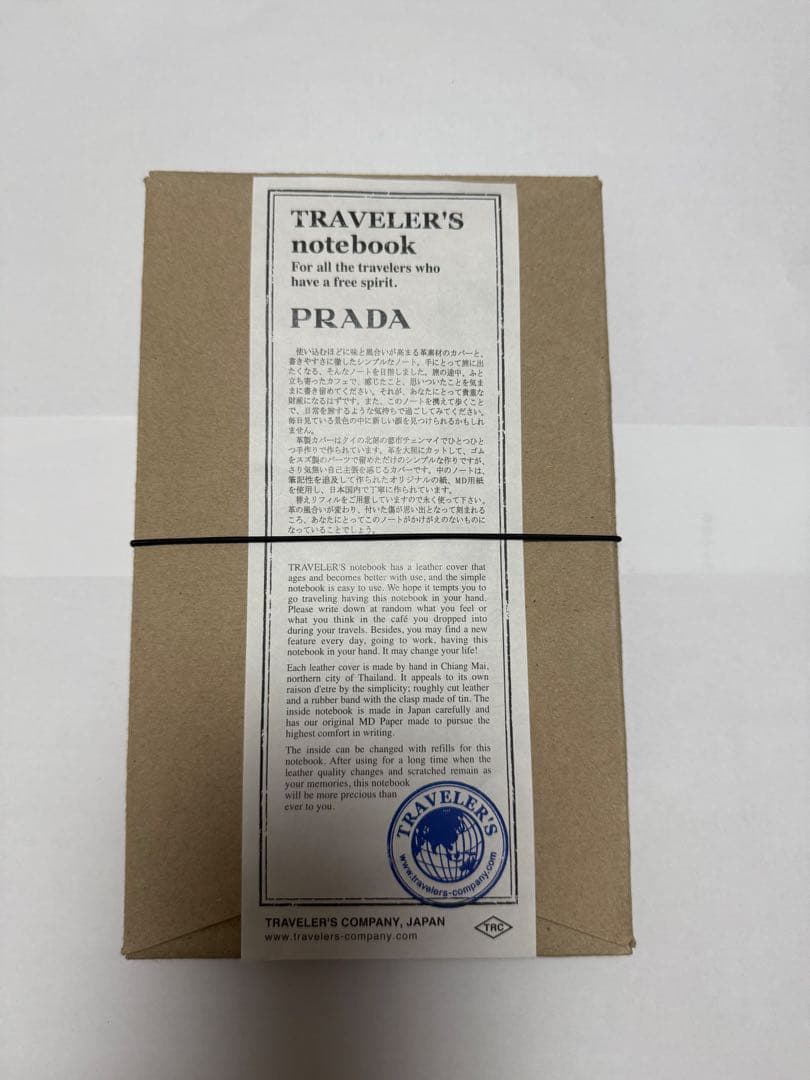 TRAVELER'S
notebook
For all the travelers who
have a free spirit.
PRADA
使い込むほどに味と風合いが高まる革素材のカバーと、
書きやすさに徹したシンプルなノート。手にとって旅に出
たくなる、そんなノートを目指しました。旅の途中、ふと
立ち寄ったカフェで、感じたこと、思いついたことを気ま
まに書き留めてください。それが、あなたにとって貴重な
財産になるはずです。また、このノートを携えて歩くこと
で、日常を旅するような気持ちで過ごしてみてください。
毎日見ている景色の中に新しい顔を見つけられるかもしれ
ません。
革製カバーはタイの北部の都市チェンマイでひとつひと
つ手作りで作られています。革を大胆にカットして、ゴム
をスズ製のパーツで留めただけのシンプルな作りですが、
さり気無い自己主張を感じるカバーです。中のノートは、
筆記性を追及して作られたオリジナルの紙、MD用紙
を使用し、日本国内で丁寧に作られています。
替えリフィルをご用意していますので永く使って下さい。
革の風合いが変わり、付いた傷が思い出となって刻まれる
ころ、あなたにとってこのノートがかけがえのないものに
なっていることでしょう。
TRAVELER'S notebook has a leather cover that
ages and becomes better with use, and the simple
notebook is easy to use. We hope it tempts you to
go traveling having this notebook in your hand.
Please write down at random what you feel or
what you think in the café you dropped into
during your travels. Besides, you may find a new
feature every day, going to work, having this
notebook in your hand. It may change your life!
Each leather cover is made by hand in Chiang Mai,
northern city of Thailand. It appeals to its own
raison d'etre by the simplicity; roughly cut leather
and a rubber band with the clasp made of tin. The
inside notebook is made in Japan carefully and
has our original MD Paper made to pursue the
highest comfort in writing.
The inside can be changed with refills for this
notebook. After using for a long time when the
leather quality changes and scratched remain as
your memories, this notebook
will be more precious than
ever to you.
TRAVELER'S
www.travelers-company.com
TRAVELER'S COMPANY, JAPAN
www.travelers-company.com
TRC